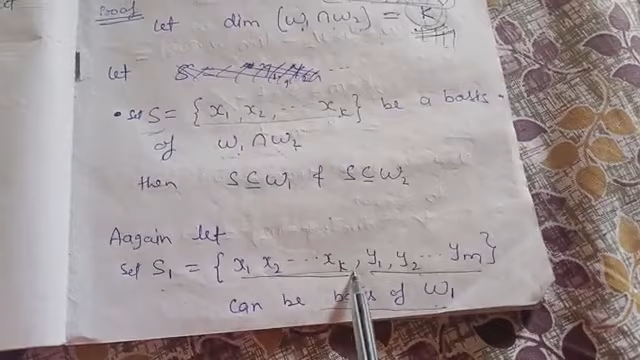 Proof
let dim (W₁ ∩ W₂) = K
let
• Set S = { x₁, x₂, ... xₖ} be a basis
of W₁ ∩ W₂
then S ⊆ W₁ & S ⊆ W₂
Aagain let
Set S₁ = { x₁ x₂ ... xₖ, y₁, y₂ ... yₘ}
can be basis of W₁